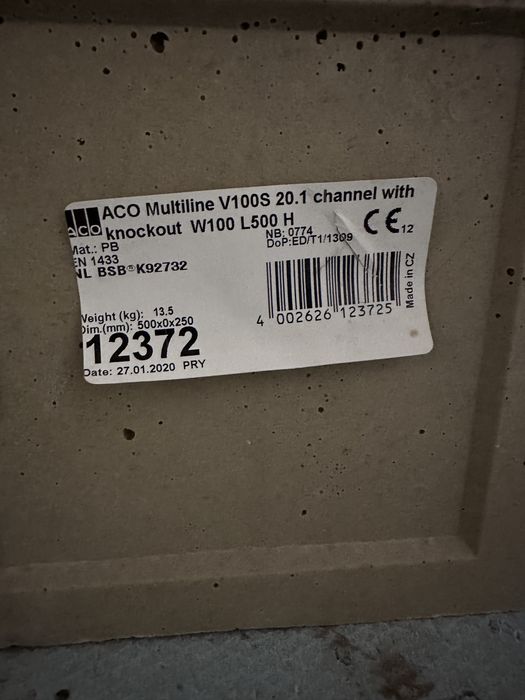 ACO Multiline V100S 20.1 channel with
aco knockout W100 L500 H
Mat.: PB
NB: 0774
CE 12
EN 1433
DoP:ED/T1/1309
NL BSB®K92732
Weight (kg): 13.5
Dim.(mm): 500x0x250
12372
4 002626 123725
Made in CZ
Date: 27.01.2020 PRY